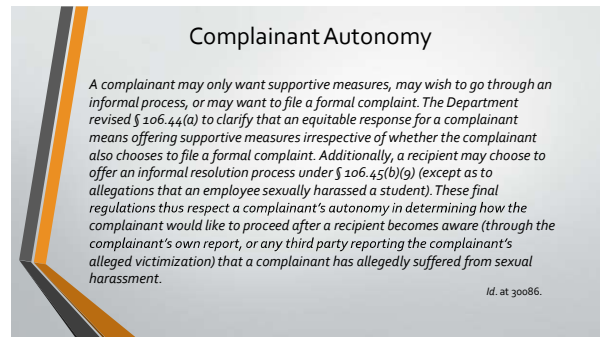 Complainant Autonomy
A complainant may only want supportive measures, may wish to go through an
informal process, or may want to file a formal complaint. The Department
revised § 106.44(a) to clarify that an equitable response for a complainant
means offering supportive measures irrespective of whether the complainant
also chooses to file a formal complaint. Additionally, a recipient may choose to
offer an informal resolution process under § 106.45(b)(9) (except as to
allegations that an employee sexually harassed a student). These final
regulations thus respect a complainant's autonomy in determining how the
complainant would like to proceed after a recipient becomes aware (through the
complainant's own report, or any third party reporting the complainant's
alleged victimization) that a complainant has allegedly suffered from sexual
harassment.
Id. at 30086.